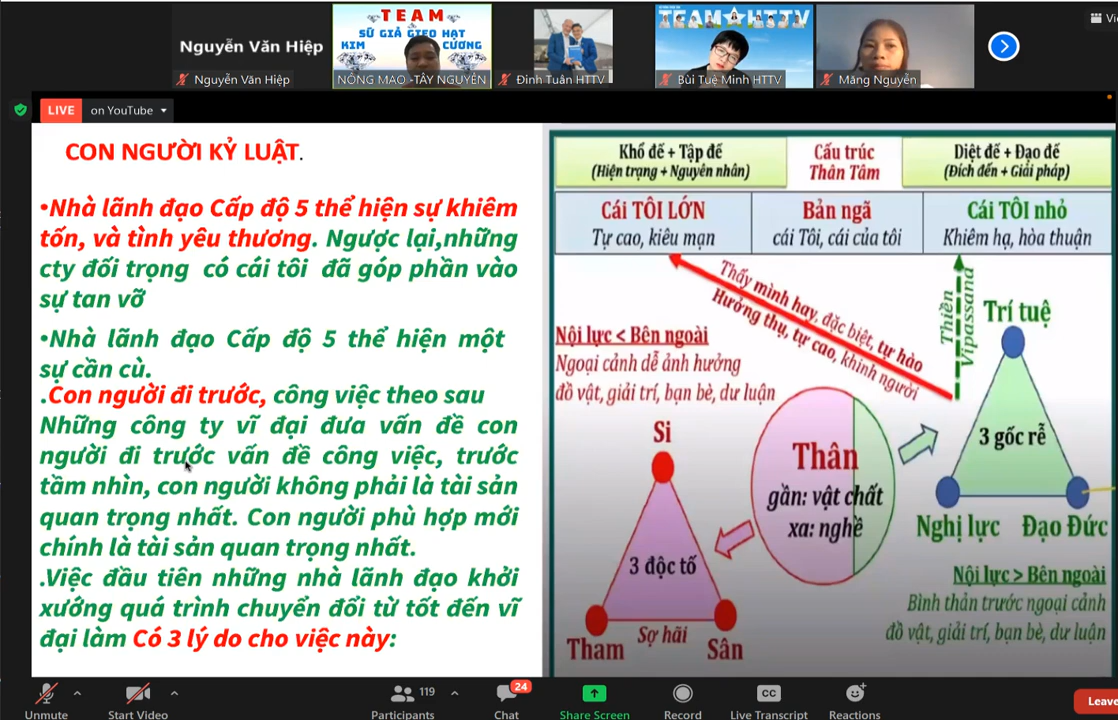 Nguyễn Văn Hiệp
Nguyễn Văn Hiệp
TEAM
SỨ GIẢ GIEO HẠT
KIM CƯƠNG
NÔNG MAO -TÂY NGUYÊN
Đinh Tuân HTTV
TEAM HTTV
Bùi Tuệ Minh HTTV
Măng Nguyễn
LIVE on YouTube
CON NGƯỜI KỶ LUẬT.
•Nhà lãnh đạo Cấp độ 5 thể hiện sự khiêm
tốn, và tình yêu thương. Ngược lại,những
cty đối trọng có cái tôi đã góp phần vào
sự tan vỡ
•Nhà lãnh đạo Cấp độ 5 thể hiện một
sự cần cù.
.Con người đi trước, công việc theo sau
Những công ty vĩ đại đưa vấn đề con
người đi trước vấn đề công việc, trước
tầm nhìn, con người không phải là tài sản
quan trọng nhất. Con người phù hợp mới
chính là tài sản quan trọng nhất.
.Việc đầu tiên những nhà lãnh đạo khởi
xướng quá trình chuyển đổi từ tốt đến vĩ
đại làm Có 3 lý do cho việc này:
Khổ đế + Tập đế
(Hiện trạng + Nguyên nhân)
Cấu trúc
Thân Tâm
Diệt đế + Đạo đế
(Đích đến + Giải pháp)
Cái TÔI LỚN
Tự cao, kiêu mạn
Bản ngã
cái Tôi, cái của tôi
Cái TÔI nhỏ
Khiêm hạ, hòa thuận
Thấy mình hay, đặc biệt, tự hào
Hưởng thụ, tự cao, khinh người
Thiền
Vipassana
Trí tuệ
Nội lực < Bên ngoài
Ngoại cảnh dễ ảnh hưởng
đồ vật, giải trí, bạn bè, dư luận
Si
3 độc tố
Tham
Sợ hãi
Sân
Thân
gần: vật chất
xa: nghề
3 gốc rễ
Nghị lực
Đạo Đức
Nội lực > Bên ngoài
Bình thản trước ngoại cảnh
đồ vật, giải trí, bạn bè, dư luận
Unmute
Start Video
119
Participants
24
Chat
Share Screen
Record
CC
Live Transcript
Reactions
Leave